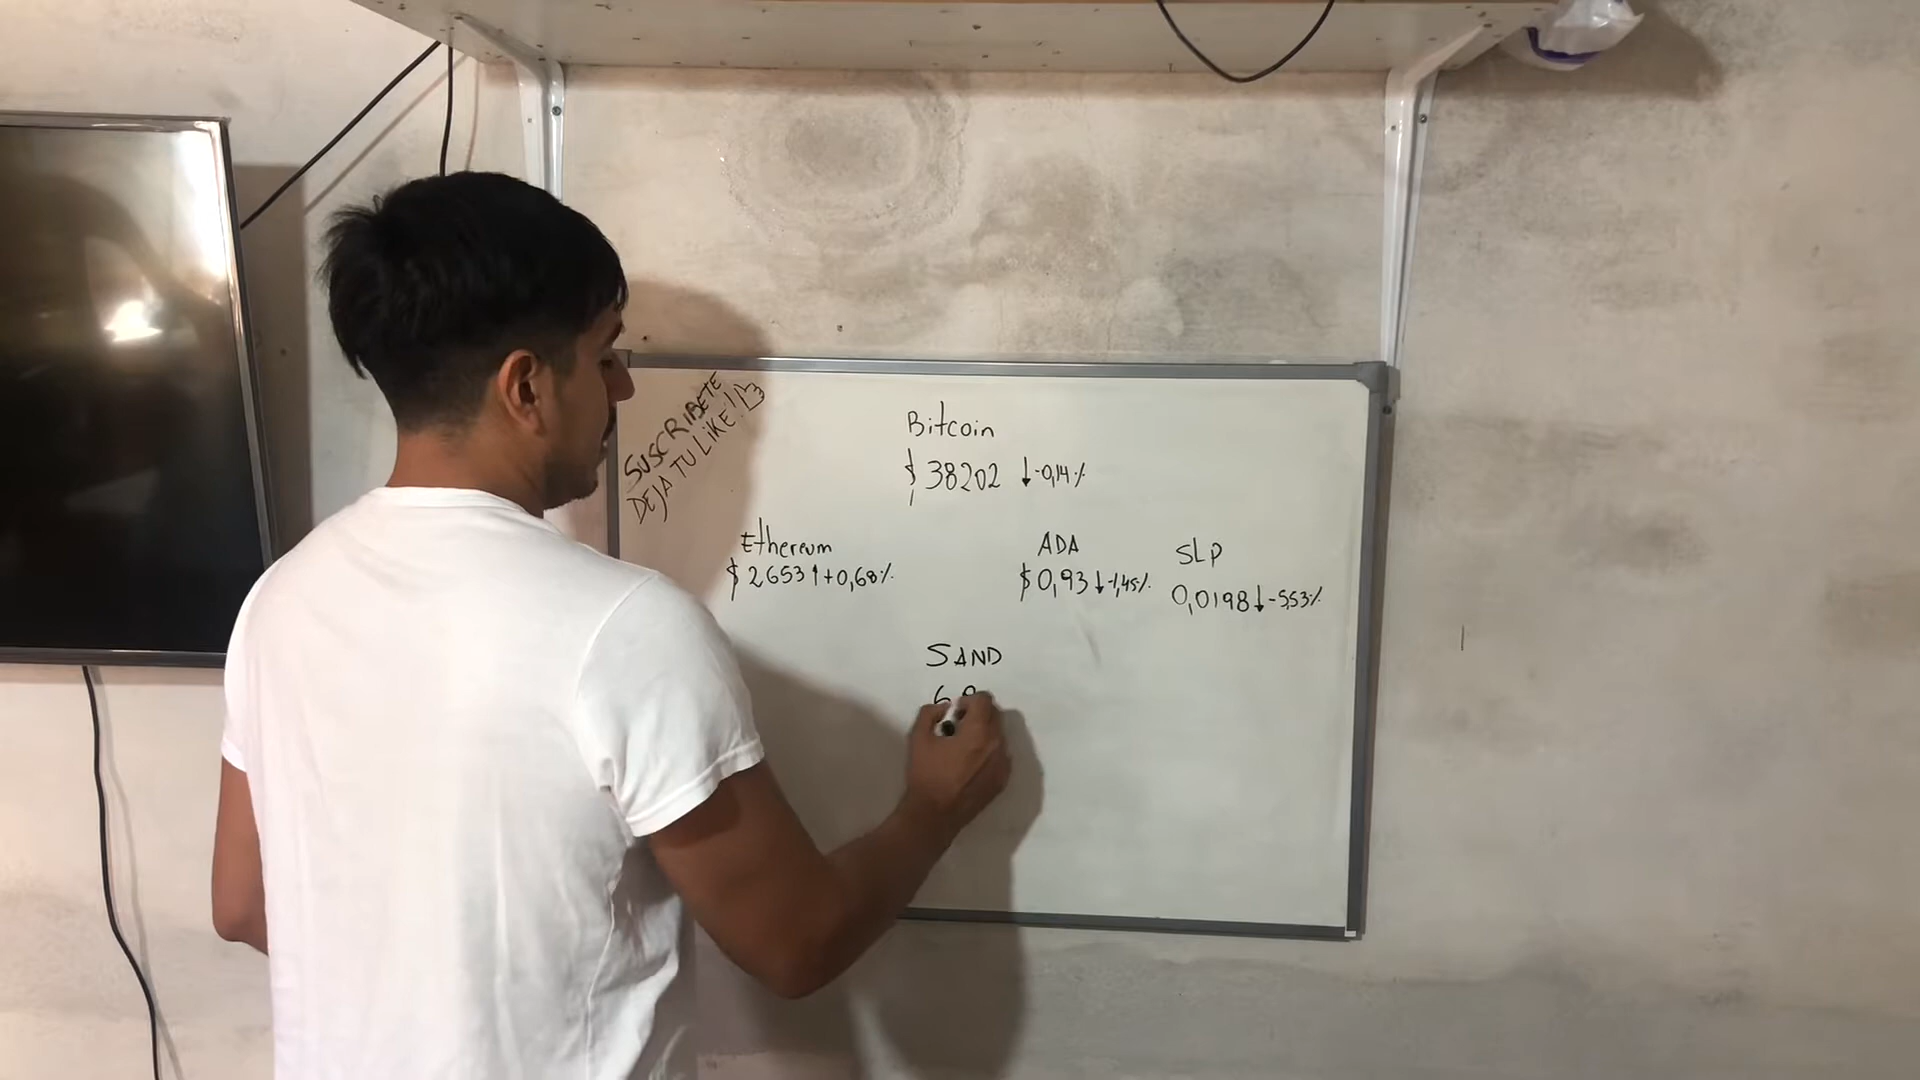 SUSCRIBETE
DEJA TU LIKE!
Bitcoin
$ 38202 ↓ -0,14%
Ethereum
$ 2653 ↑ +0,68%
ADA
$ 0,93 ↓ -1,45%
SLP
0,0198 ↓ -5,53%
SAND